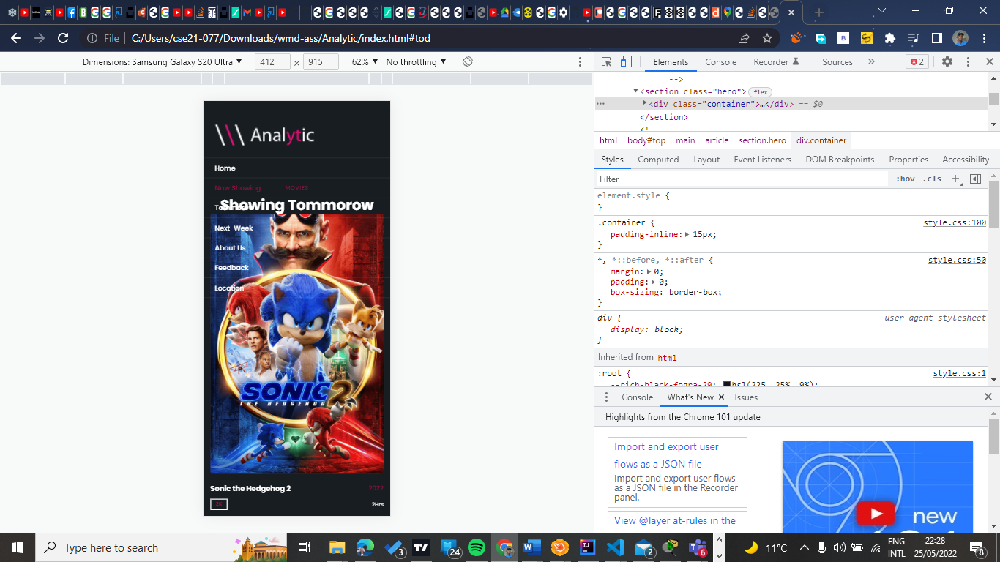 File
C:/Users/cse21-077/Downloads/wmd-ass/Analytic/index.html#tod
Dimensions: Samsung Galaxy S20 Ultra ▼ 412 × 915 62% ▼ No throttling ▼
Analytic
Home
Now Showing
MOVIES
Showing Tommorow
Next-Week
About Us
Feedback
Location
SONIC 2
THE HEDGEHOG
Sonic the Hedgehog 2 2022
2K 2Hrs
Elements Console Recorder Sources » 2
-->
<section class="hero"> flex
<div class="container">…</div> == $0
</section>
<!--
html body#top main article section.hero div.container
Styles Computed Layout Event Listeners DOM Breakpoints Properties Accessibility
Filter :hov .cls
element.style {
}
.container { style.css:100
padding-inline: 15px;
}
*, *::before, *::after { style.css:50
margin: 0;
padding: 0;
box-sizing: border-box;
}
div { user agent stylesheet
display: block;
}
Inherited from html
:root { style.css:1
--rich-black-fogra-29: hsl(225, 25%, 9%);
Console What's New Issues
Highlights from the Chrome 101 update
Import and export user
flows as a JSON file
Import and export user flows
as a JSON file in the Recorder
panel.
View @layer at-rules in the
new
Type here to search
3
24
2
6
11°C
ENG
INTL
22:28
25/05/2022
8